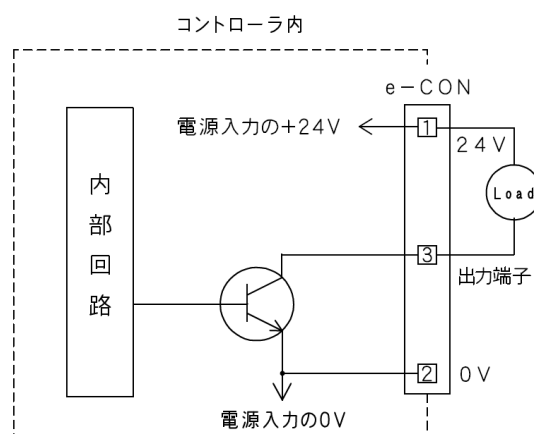 コントローラ内
e－CON
電源入力の＋24V
1
24V
Load
内部回路
3
出力端子
2
0V
電源入力の0V